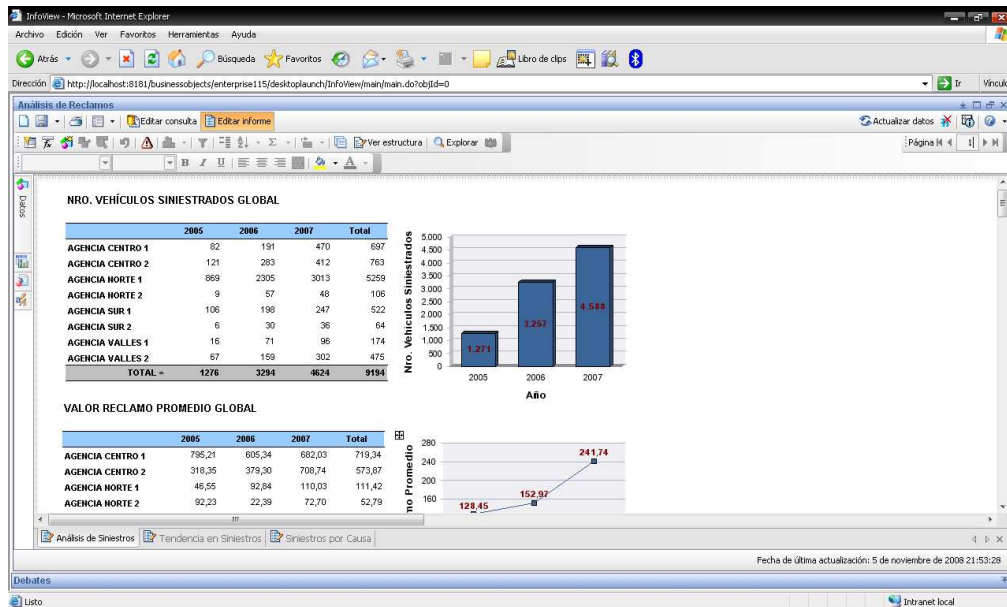 InfoView - Microsoft Internet Explorer
Archivo Edición Ver Favoritos Herramientas Ayuda
Atrás Búsqueda Favoritos Libro de clips
Dirección http://localhost:8181/businessobjects/enterprise115/desktoplaunch/InfoView/main/main.do?objId=0 Ir Vínculos
Análisis de Reclamos
Editar consulta Editar informe Actualizar datos
Ver estructura Explorar Página 1
B I U A
Datos
NRO. VEHÍCULOS SINIESTRADOS GLOBAL
2005 2006 2007 Total
AGENCIA CENTRO 1 82 191 470 697
AGENCIA CENTRO 2 121 283 412 763
AGENCIA NORTE 1 869 2305 3013 5259
AGENCIA NORTE 2 9 57 48 106
AGENCIA SUR 1 106 198 247 522
AGENCIA SUR 2 6 30 36 64
AGENCIA VALLES 1 16 71 96 174
AGENCIA VALLES 2 67 159 302 475
TOTAL = 1276 3294 4624 9194
Nro. Vehículos Siniestrados
5.000
4.500
4.000
3.500
3.000
2.500
2.000
1.500
1.000
500
0
1.271 3.257 4.588
2005 2006 2007
Año
VALOR RECLAMO PROMEDIO GLOBAL
2005 2006 2007 Total
AGENCIA CENTRO 1 795,21 605,34 682,03 719,34
AGENCIA CENTRO 2 318,35 379,30 708,74 573,87
AGENCIA NORTE 1 46,55 92,84 110,03 111,42
AGENCIA NORTE 2 92,23 22,39 72,70 52,79
mo Promedio
280
240
200
160
128,45 152,97 241,74
Análisis de Siniestros Tendencia en Siniestros Siniestros por Causa
Fecha de última actualización: 5 de noviembre de 2008 21:53:28
Debates
Listo Intranet local